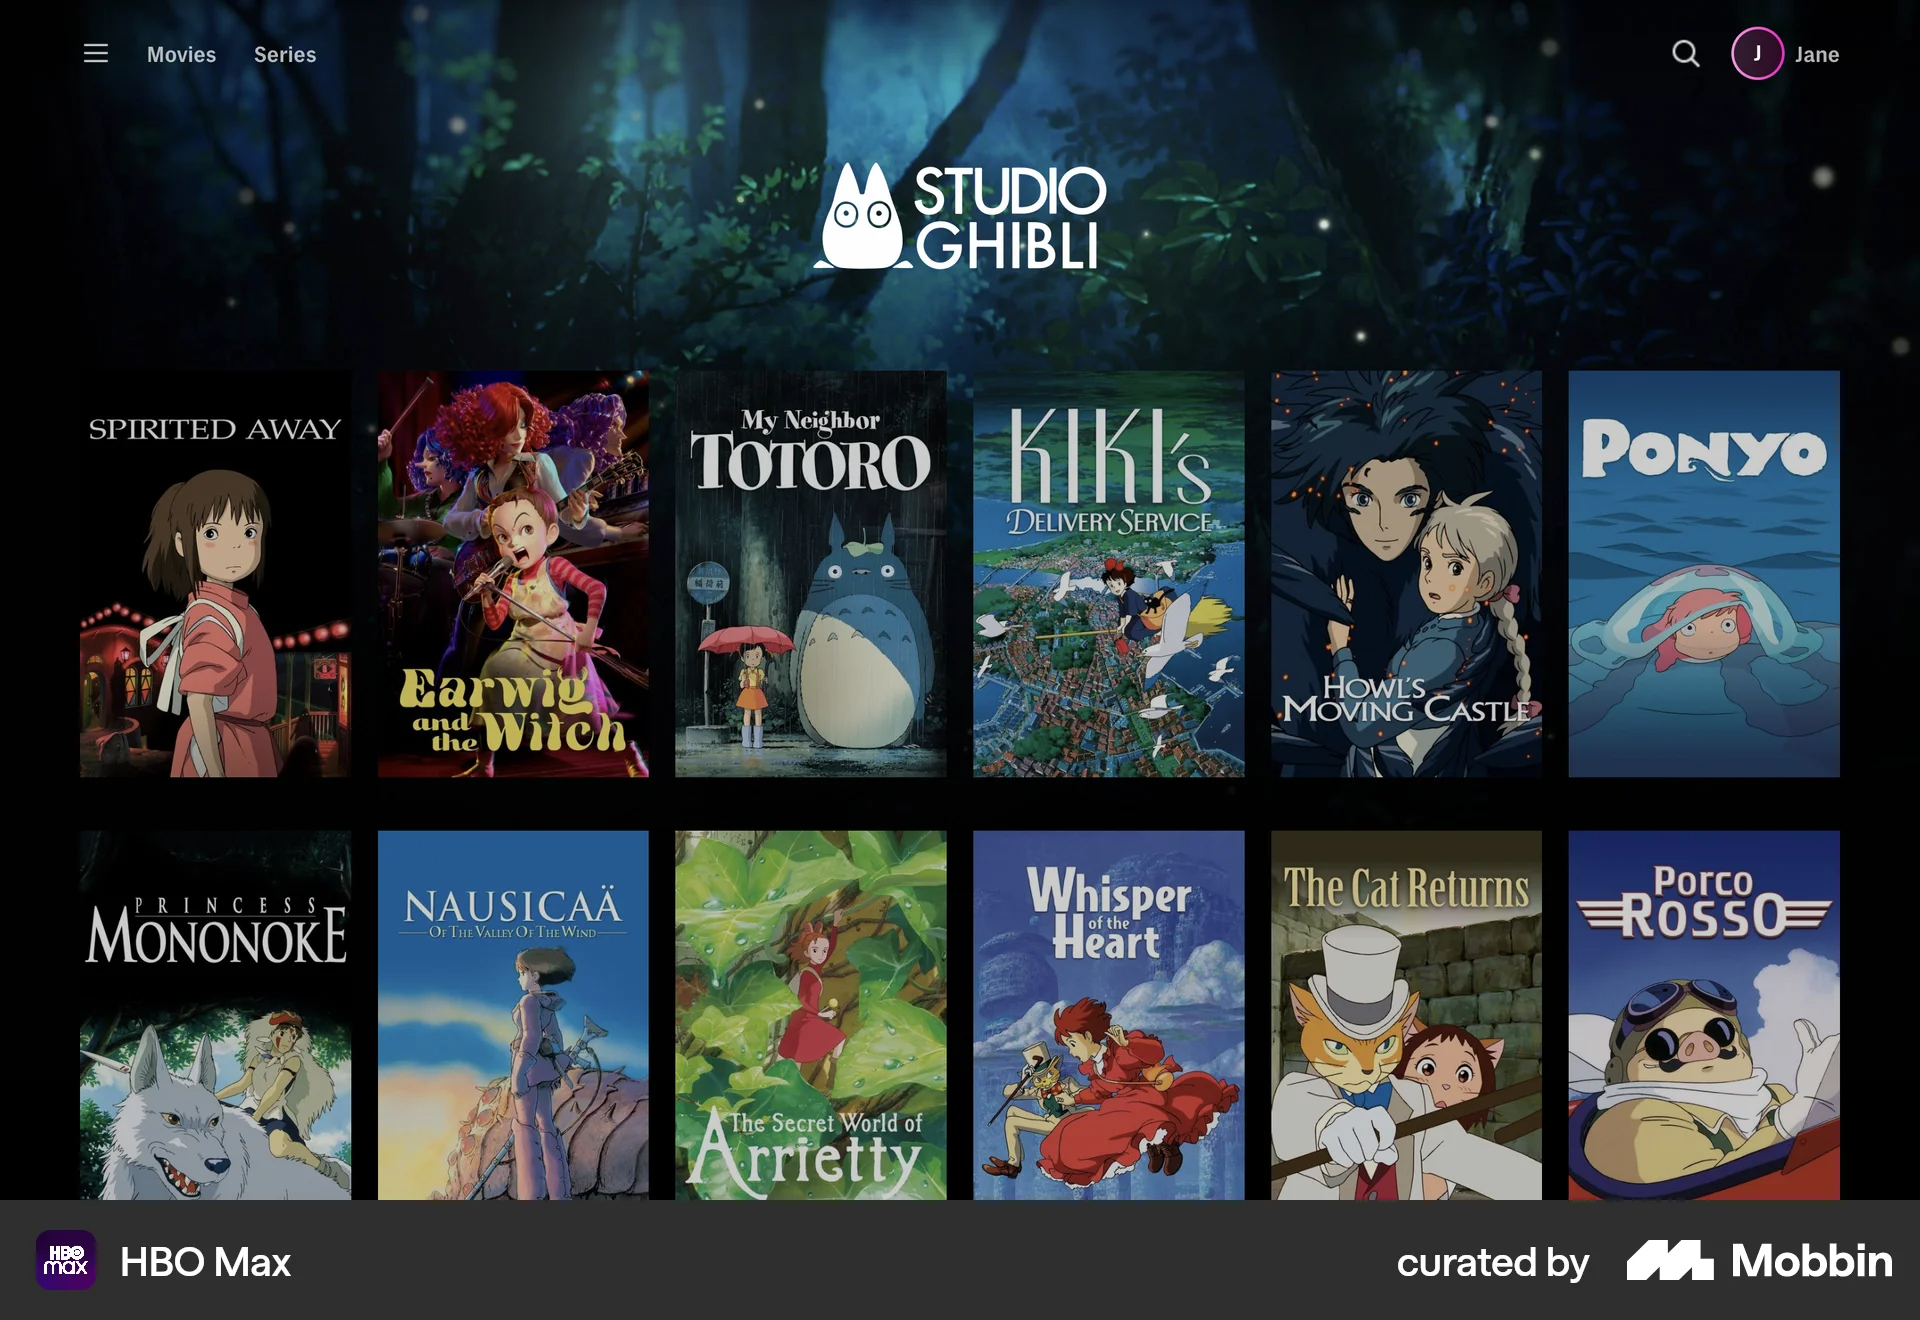 Movies
Series
J
Jane
STUDIO
GHIBLI
SPIRITED AWAY
Earwig
and
the Witch
My Neighbor
TOTORO
KIKI's
DELIVERY SERVICE
HOWL'S
MOVING CASTLE
PONYO
PRINCESS
MONONOKE
NAUSICAÄ
OF THE VALLEY OF THE WIND
The Secret World of
Arrietty
Whisper
of the
Heart
The Cat Returns
PORCO
ROSSO
HBO
max
HBO Max
curated by
Mobbin